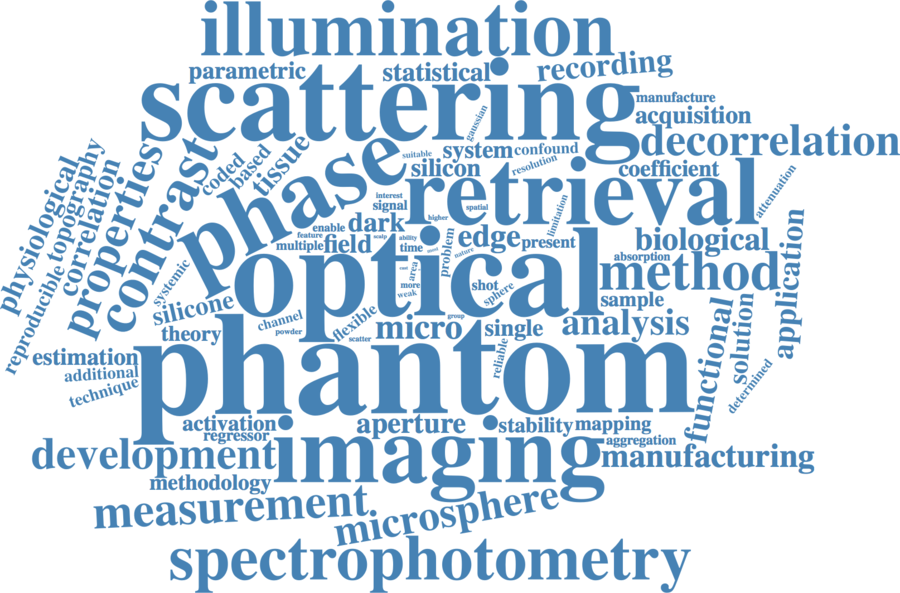 illumination
parametric
statistical
recording
scattering
manufacture
acquisition
gaussian
decorrelation
tissue
based
coded
contrast
phase
suitable
system
confound
resolution
silicon
coefficient
properties
correlation
topography
physiological
reproducible
interest
signal
retrieval
attenuation
higher
spatial
limitation
enable
dark
feature
multiple
field
scalp
ability
time
problem
nature
edge
present
biological
absorption
application
systemic
optical
area
more
weak
shot
sphere
method
silicone
channel
powder
flexible
scatter
micro
group
single
sample
analysis
theory
estimation
additional
technique
phantom
reliable
functional
solution
determined
activation
regressor
aperture
stability
mapping
aggregation
development
imaging
manufacturing
methodology
measurement
microsphere
spectrophotometry